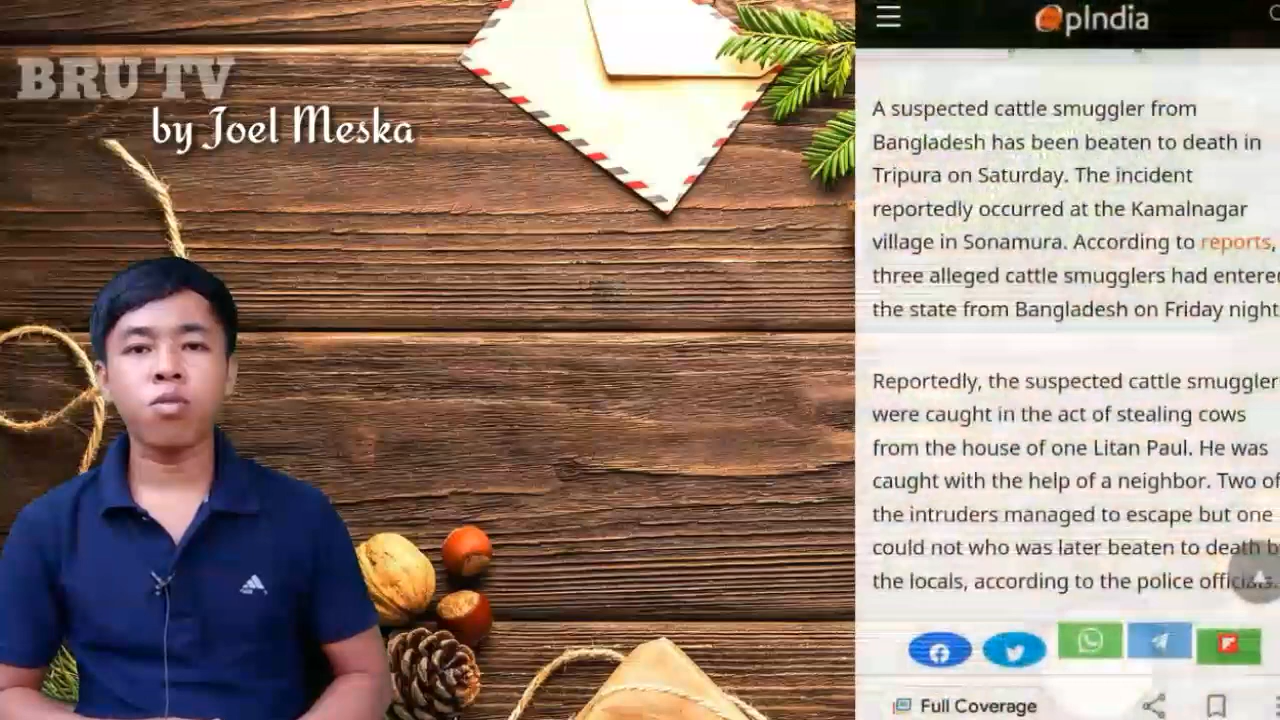 BRU TV
by Joel Meska
OpIndia
A suspected cattle smuggler from
Bangladesh has been beaten to death in
Tripura on Saturday. The incident
reportedly occurred at the Kamalnagar
village in Sonamura. According to reports,
three alleged cattle smugglers had entere
the state from Bangladesh on Friday night
Reportedly, the suspected cattle smuggler
were caught in the act of stealing cows
from the house of one Litan Paul. He was
caught with the help of a neighbor. Two of
the intruders managed to escape but one
could not who was later beaten to death b
the locals, according to the police officials.
Full Coverage